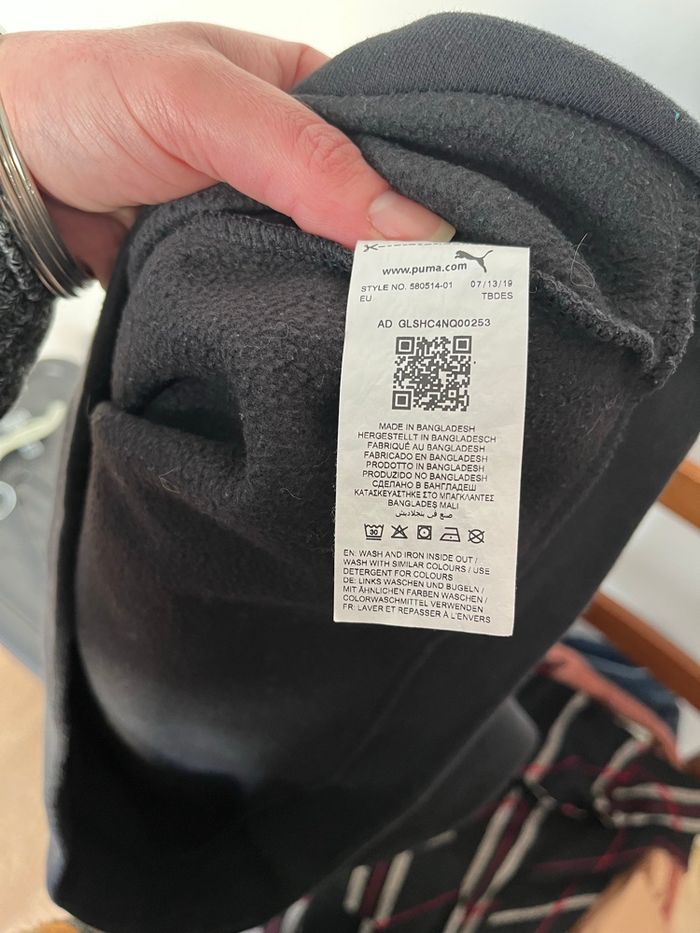 www.puma.com
STYLE NO. 580514-01 07/13/19
EU TBDES
AD GLSHC4NQ00253
MADE IN BANGLADESH
HERGESTELLT IN BANGLADESCH
FABRIQUÉ AU BANGLADESH
FABRICADO EN BANGLADESH
PRODOTTO IN BANGLADESH
PRODUZIDO NO BANGLADESH
СДЕЛАНО В БАНГЛАДЕШ
ΚΑΤΑΣΚΕΥΑΣΤΗΚΕ ΣΤΟ ΜΠΑΓΚΛΑΝΤΕΣ
BANGLADEŞ MALI
صنع في بنجلاديش
30
EN: WASH AND IRON INSIDE OUT /
WASH WITH SIMILAR COLOURS / USE
DETERGENT FOR COLOURS
DE: LINKS WASCHEN UND BÜGELN /
MIT ÄHNLICHEN FARBEN WASCHEN /
COLORWASCHMITTEL VERWENDEN
FR: LAVER ET REPASSER À L'ENVERS